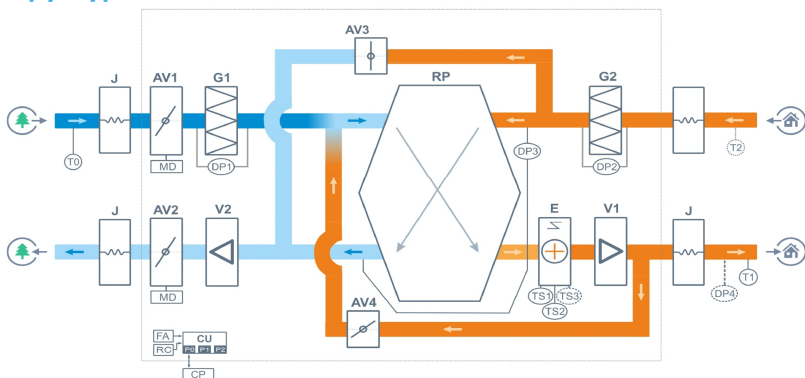 AV3
J AV1 G1 RP G2
T0 MD DP1 DP3 DP2 T2
J AV2 V2 E V1 J
MD TS1 TS3 DP4 T1
TS2
AV4
FA CU
RC P0 P1 P2
CP